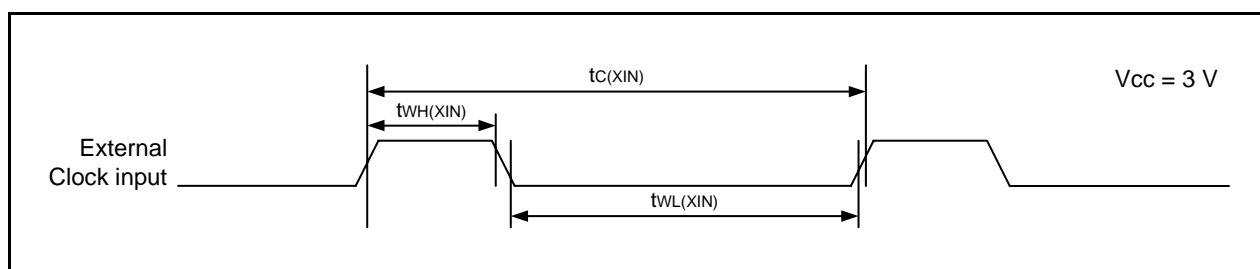 tC(XIN)
Vcc = 3 V
tWH(XIN)
External
Clock input
tWL(XIN)